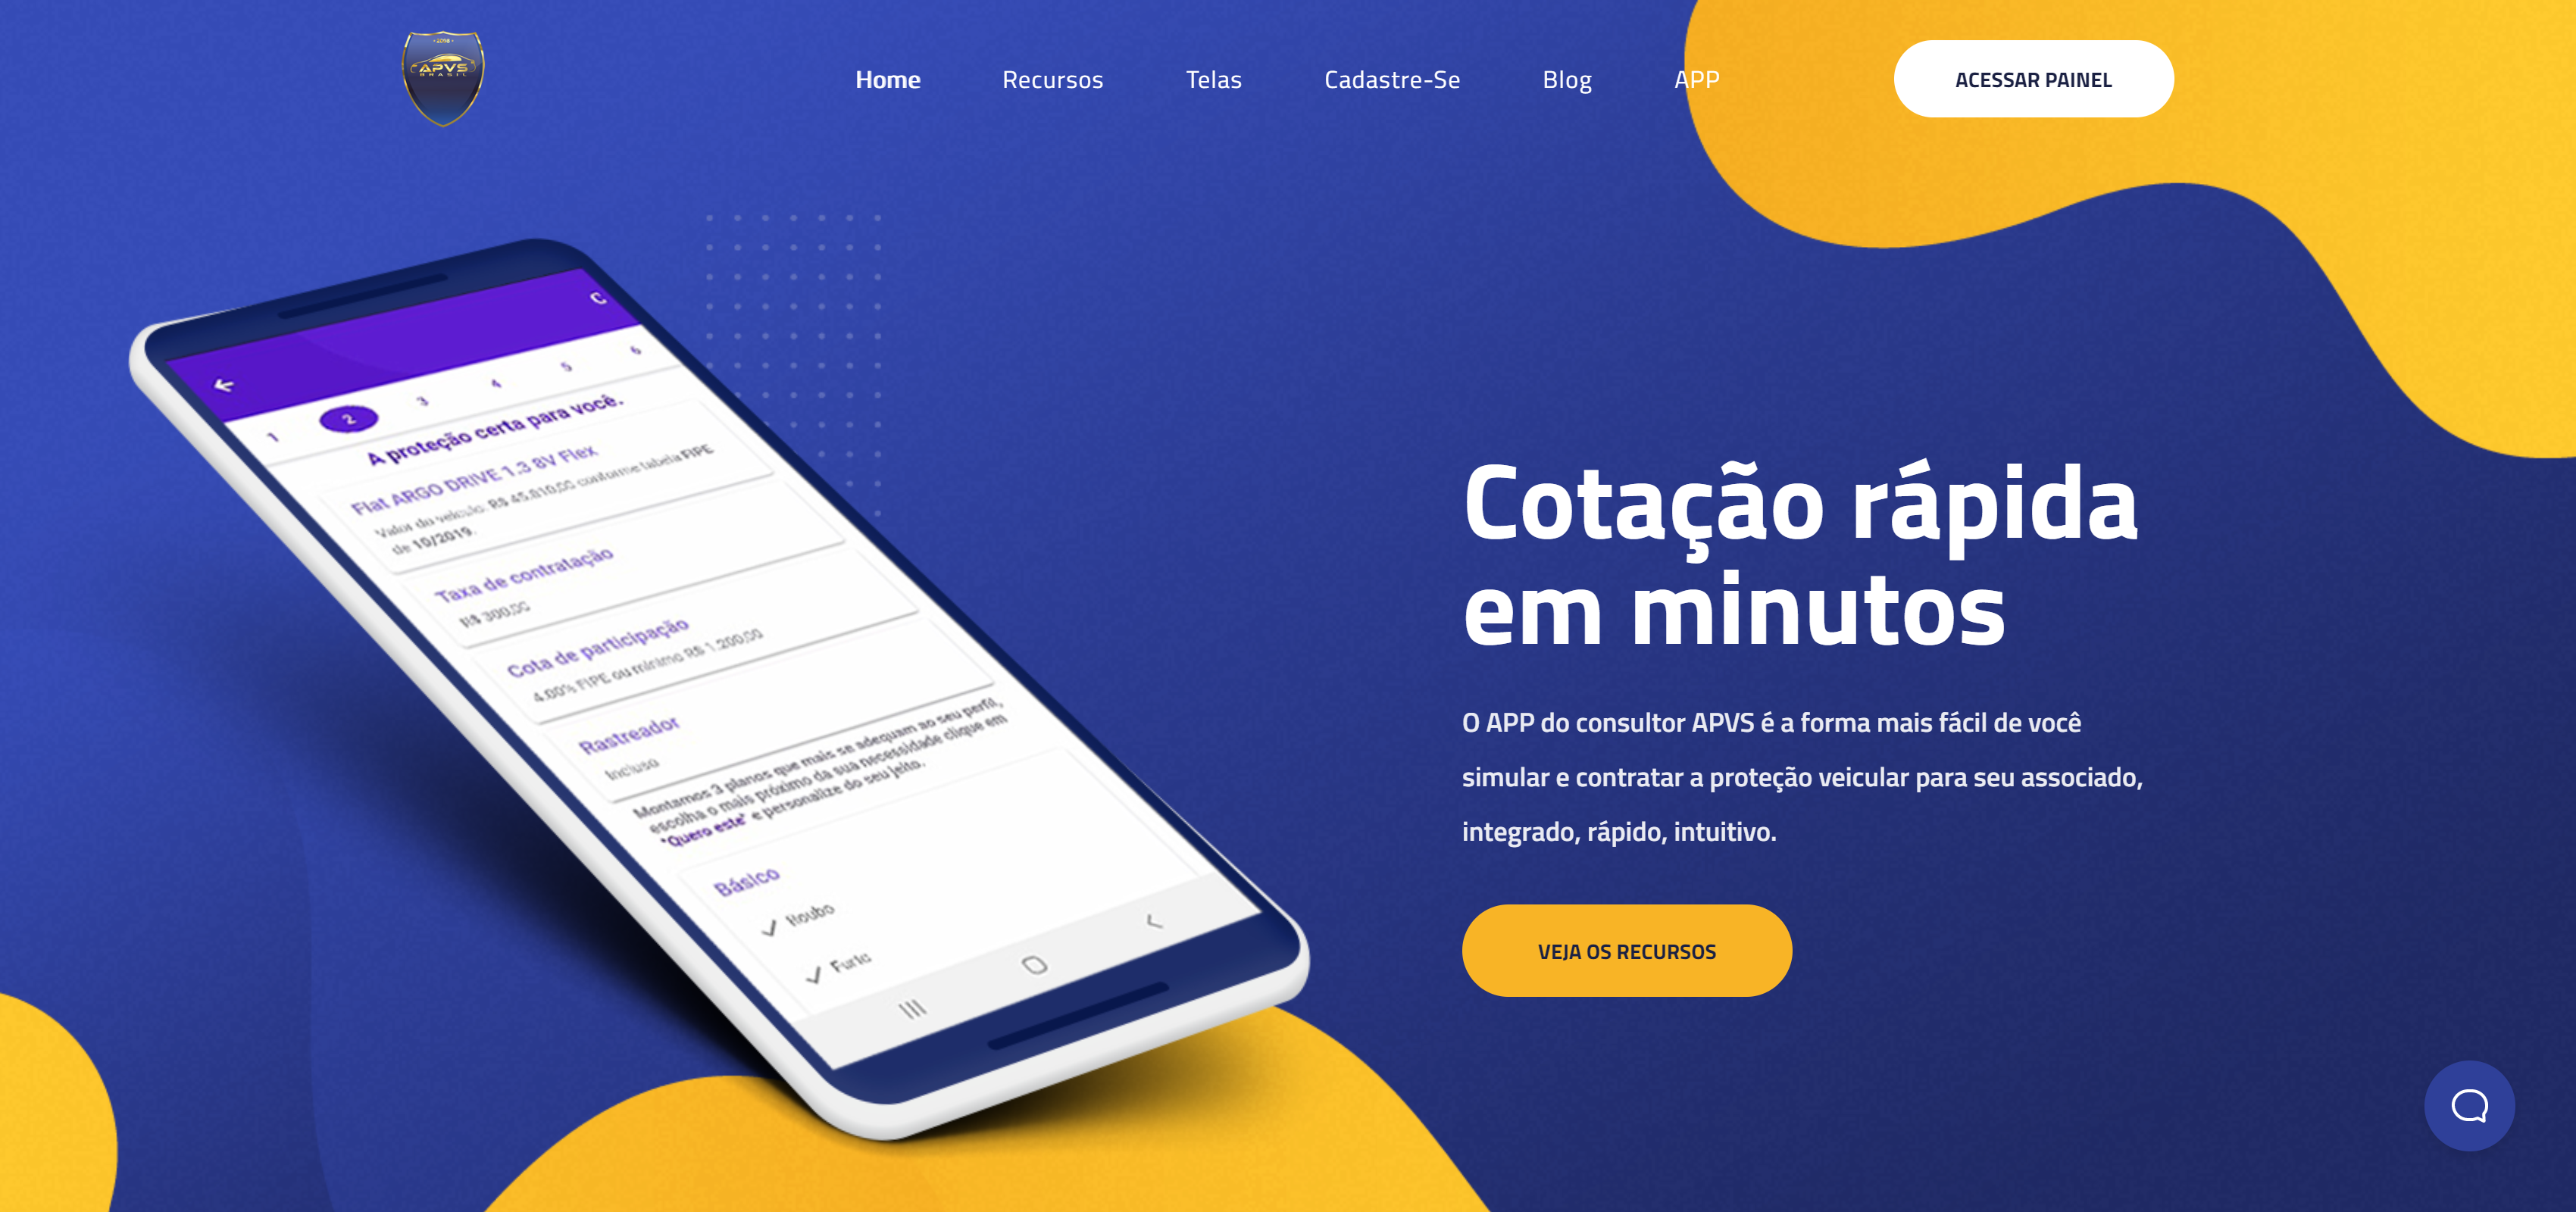 2016
APVS
BRASIL
Home
Recursos
Telas
Cadastre-Se
Blog
APP
ACESSAR PAINEL
C
1
2
3
4
5
6
A proteção certa para você.
Fiat ARGO DRIVE 1.3 8V Flex
Valor do veículo: R$ 45.810,00 conforme tabela FIPE
de 10/2019.
Taxa de contratação
R$ 300,00
Cota de participação
4.00% FIPE ou mínimo R$ 1.200,00
Rastreador
Incluso
Montamos 3 planos que mais se adequam ao seu perfil,
escolha o mais próximo da sua necessidade clique em
"Quero este" e personalize do seu jeito.
Básico
Roubo
Furto
Cotação rápida
em minutos
O APP do consultor APVS é a forma mais fácil de você
simular e contratar a proteção veicular para seu associado,
integrado, rápido, intuitivo.
VEJA OS RECURSOS